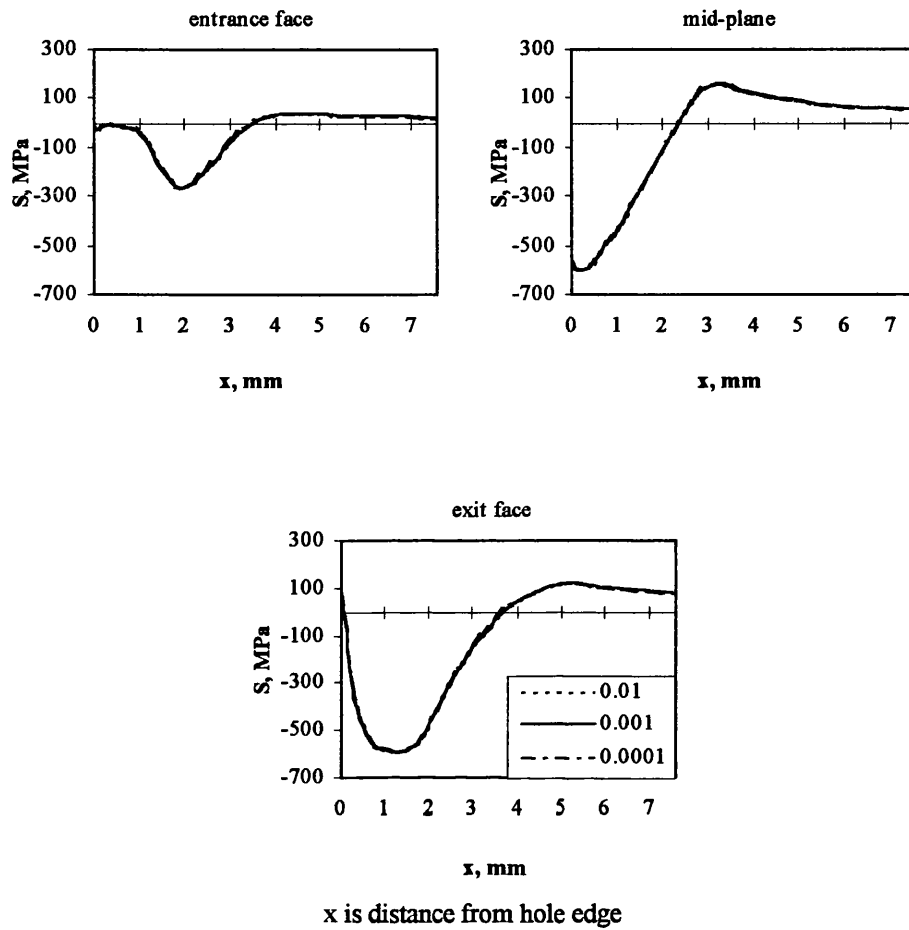 entrance face
300
100
-100
-300
-500
-700
S, MPa
0 1 2 3 4 5 6 7
x, mm
mid-plane
300
100
-100
-300
-500
-700
S, MPa
0 1 2 3 4 5 6 7
x, mm
exit face
300
100
-100
-300
-500
-700
S, MPa
0.01
0.001
0.0001
0 1 2 3 4 5 6 7
x, mm
x is distance from hole edge